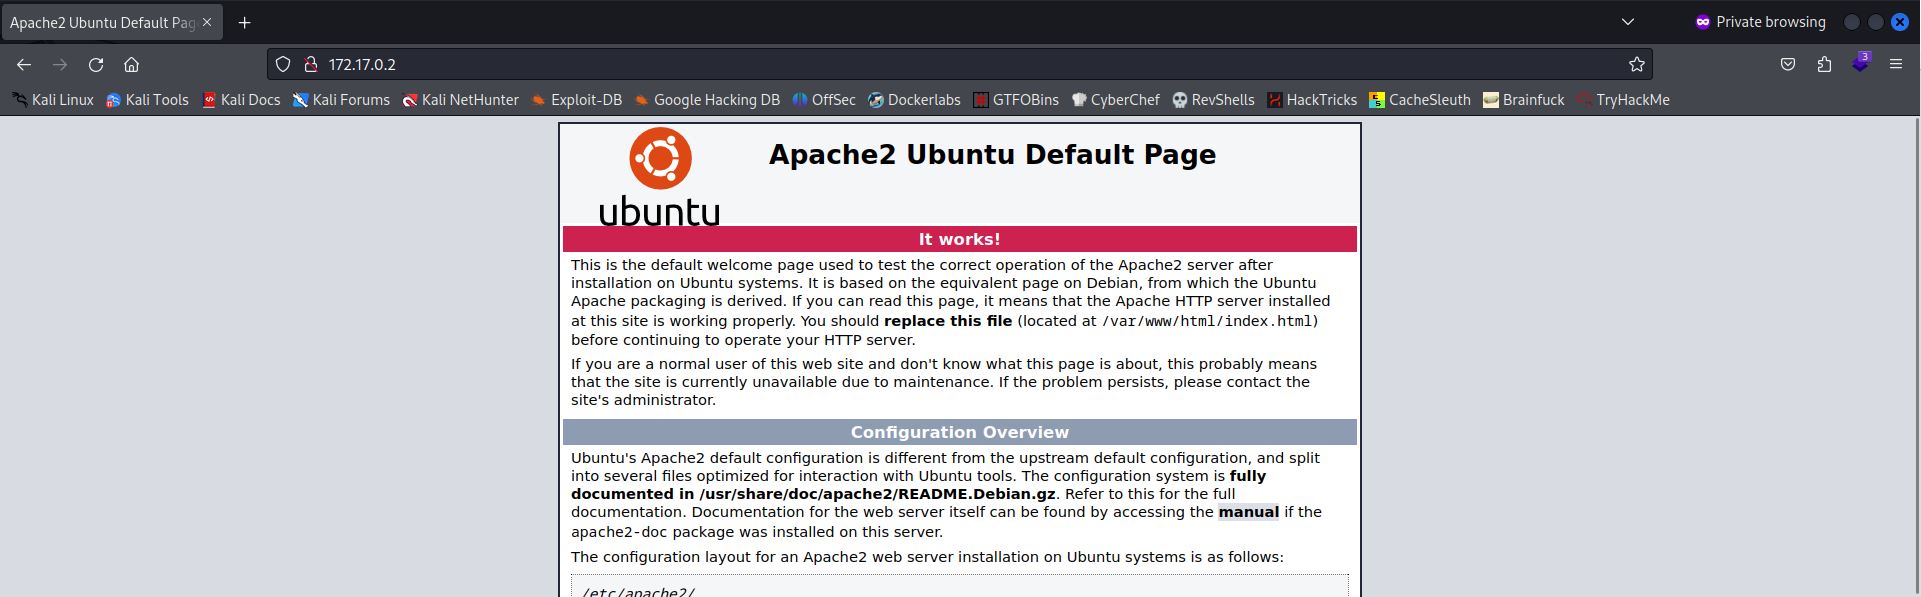 Apache2 Ubuntu Default Pag
Private browsing
172.17.0.2
3
Kali Linux Kali Tools Kali Docs Kali Forums Kali NetHunter Exploit-DB Google Hacking DB OffSec Dockerlabs GTFOBins CyberChef RevShells HackTricks CacheSleuth Brainfuck TryHackMe
Apache2 Ubuntu Default Page
ubuntu
It works!
This is the default welcome page used to test the correct operation of the Apache2 server after
installation on Ubuntu systems. It is based on the equivalent page on Debian, from which the Ubuntu
Apache packaging is derived. If you can read this page, it means that the Apache HTTP server installed
at this site is working properly. You should replace this file (located at /var/www/html/index.html)
before continuing to operate your HTTP server.
If you are a normal user of this web site and don't know what this page is about, this probably means
that the site is currently unavailable due to maintenance. If the problem persists, please contact the
site's administrator.
Configuration Overview
Ubuntu's Apache2 default configuration is different from the upstream default configuration, and split
into several files optimized for interaction with Ubuntu tools. The configuration system is fully
documented in /usr/share/doc/apache2/README.Debian.gz. Refer to this for the full
documentation. Documentation for the web server itself can be found by accessing the manual if the
apache2-doc package was installed on this server.
The configuration layout for an Apache2 web server installation on Ubuntu systems is as follows:
/etc/apache2/